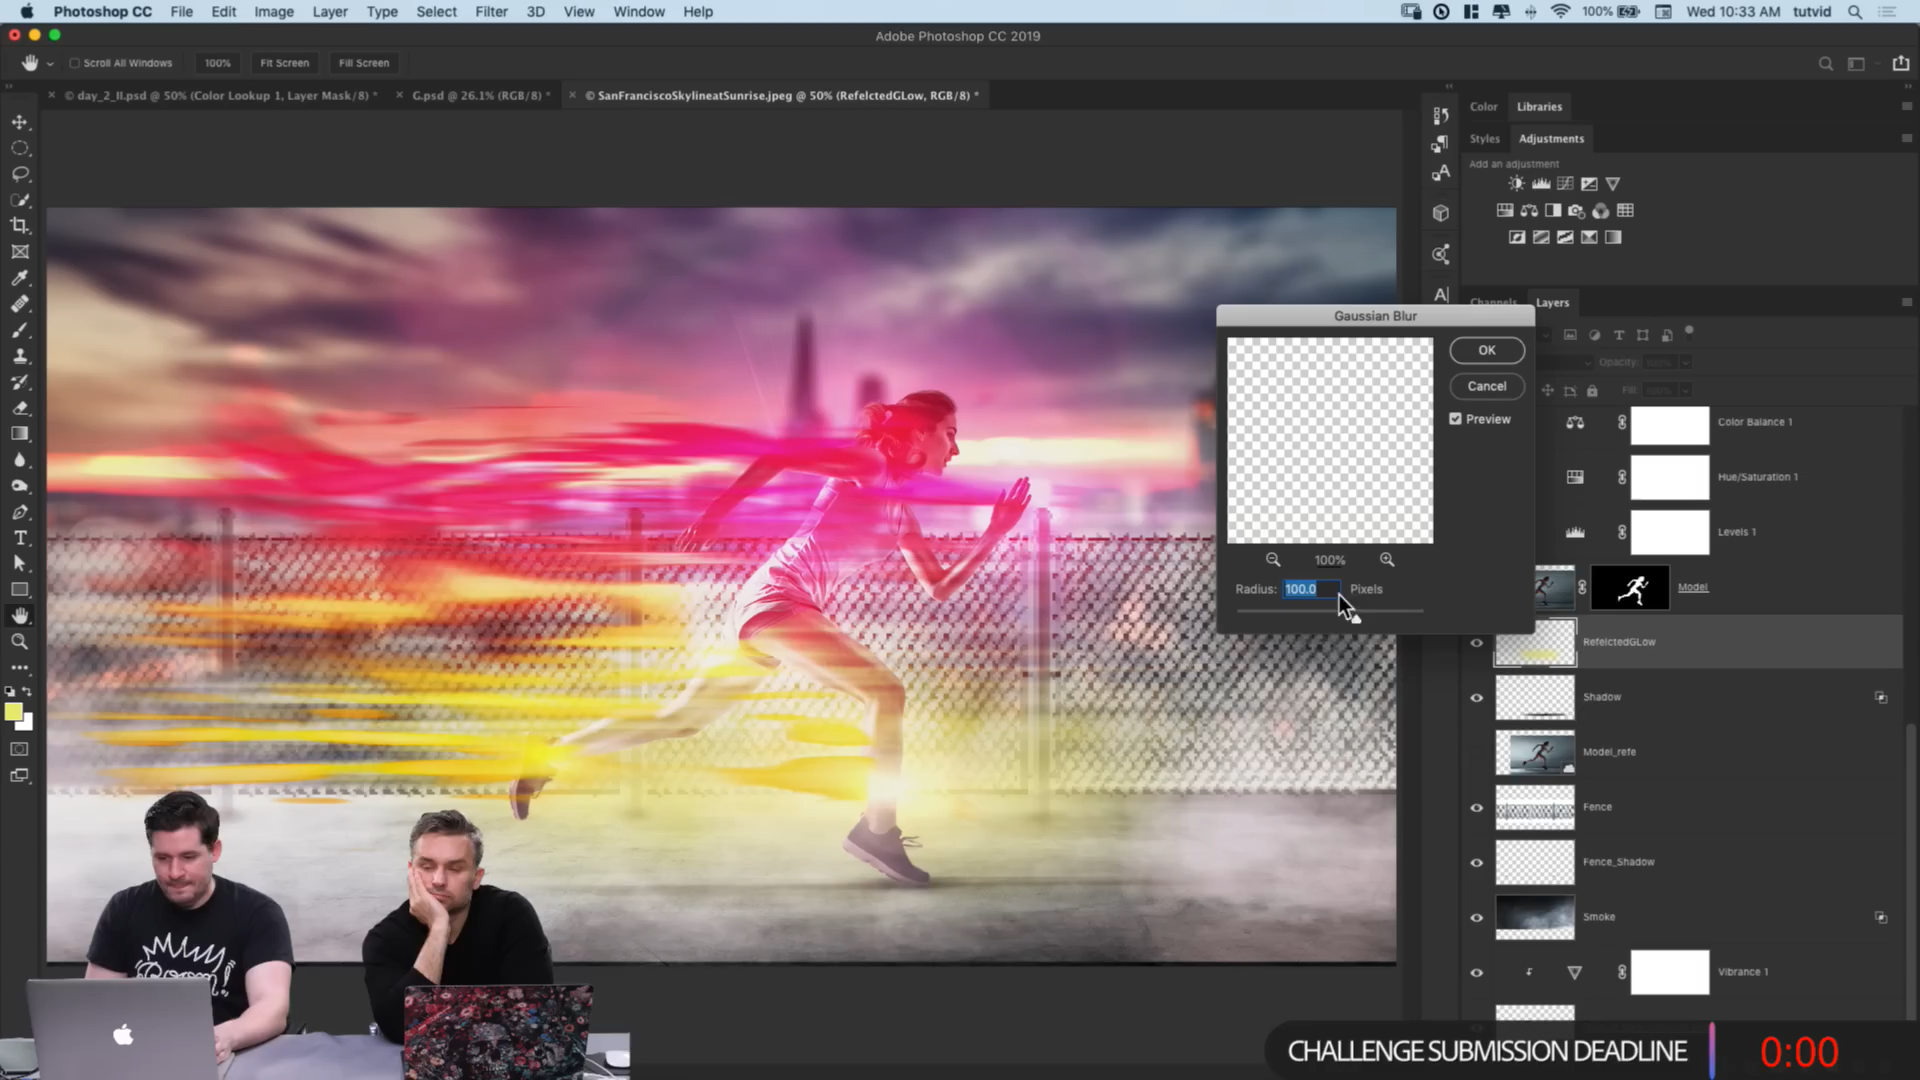 Photoshop CC File Edit Image Layer Type Select Filter 3D View Window Help 100% Wed 10:33 AM tutvid
Adobe Photoshop CC 2019
Scroll All Windows 100% Fit Screen Fill Screen
© day_2_II.psd @ 50% (Color Lookup 1, Layer Mask/8) * G.psd @ 26.1% (RGB/8) * © SanFranciscoSkylineatSunrise.jpeg @ 50% (RefelctedGLow, RGB/8) *
Color Libraries
Styles Adjustments
Add an adjustment
Channels Layers
Gaussian Blur
OK
Cancel
Preview
100%
Radius: 100.0 Pixels
Opacity:
Fill:
Color Balance 1
Hue/Saturation 1
Levels 1
Model
RefelctedGLow
Shadow
Model_refe
Fence
Fence_Shadow
Smoke
Vibrance 1
Boom!
CHALLENGE SUBMISSION DEADLINE 0:00